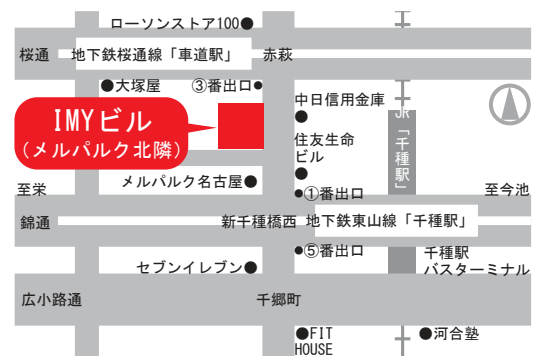 ローソンストア100●
桜通
地下鉄桜通線「車道駅」
赤萩
●大塚屋
③番出口●
IMYビル
(メルパルク北隣)
中日信用金庫
●
JR「千種駅」
住友生命
ビル
●
メルパルク名古屋●
●①番出口
至栄
至今池
錦通
新千種橋西
地下鉄東山線「千種駅」
●⑤番出口
千種駅
バスターミナル
セブンイレブン●
広小路通
千郷町
●FIT
HOUSE
●河合塾